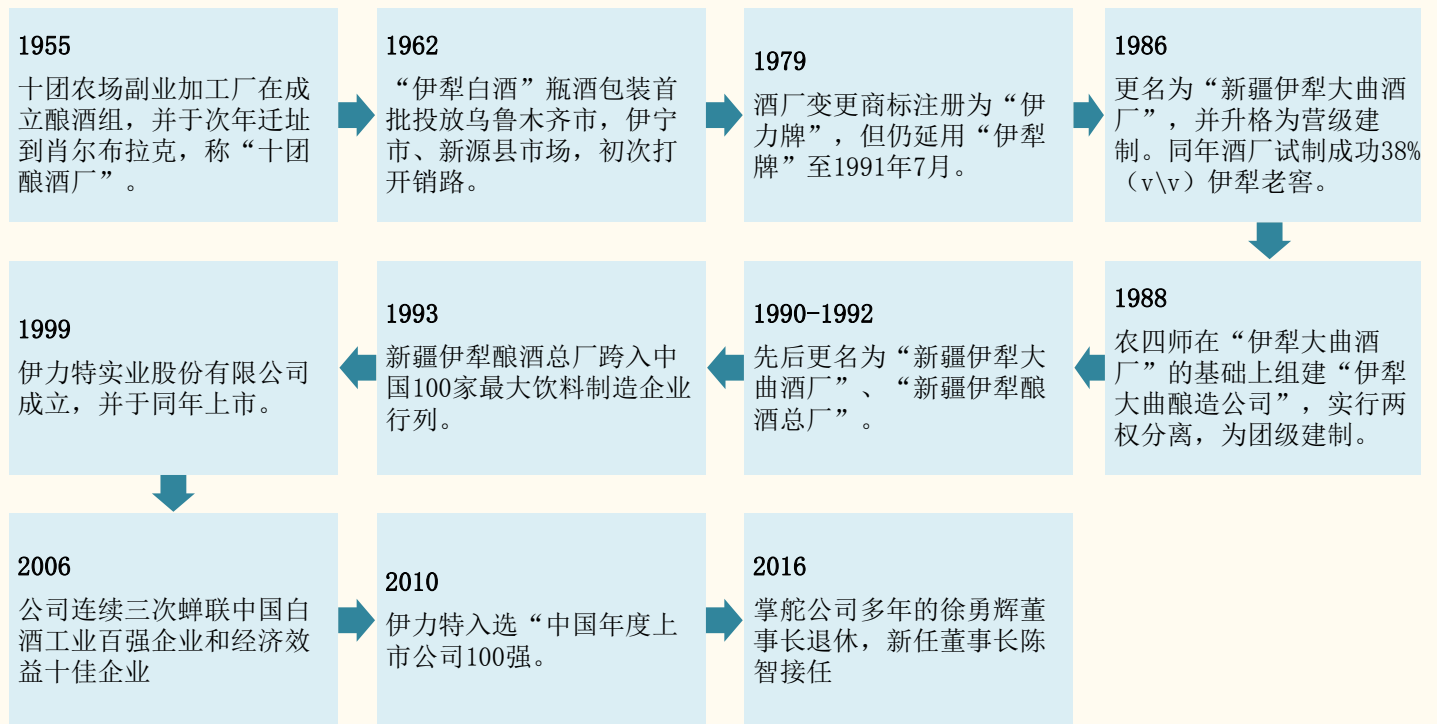 1955
十团农场副业加工厂在成
立酿酒组，并于次年迁址
到肖尔布拉克，称“十团
酿酒厂”。
1962
“伊犁白酒”瓶酒包装首
批投放乌鲁木齐市，伊宁
市、新源县市场，初次打
开销路。
1979
酒厂变更商标注册为“伊
力牌”，但仍延用“伊犁
牌”至1991年7月。
1986
更名为“新疆伊犁大曲酒
厂”，并升格为营级建
制。同年酒厂试制成功38%
（v\v）伊犁老窖。
1988
农四师在“伊犁大曲酒
厂”的基础上组建“伊犁
大曲酿造公司”，实行两
权分离，为团级建制。
1990-1992
先后更名为“新疆伊犁大
曲酒厂”、“新疆伊犁酿
酒总厂”。
1993
新疆伊犁酿酒总厂跨入中
国100家最大饮料制造企业
行列。
1999
伊力特实业股份有限公司
成立，并于同年上市。
2006
公司连续三次蝉联中国白
酒工业百强企业和经济效
益十佳企业
2010
伊力特入选“中国年度上
市公司100强。
2016
掌舵公司多年的徐勇辉董
事长退休，新任董事长陈
智接任